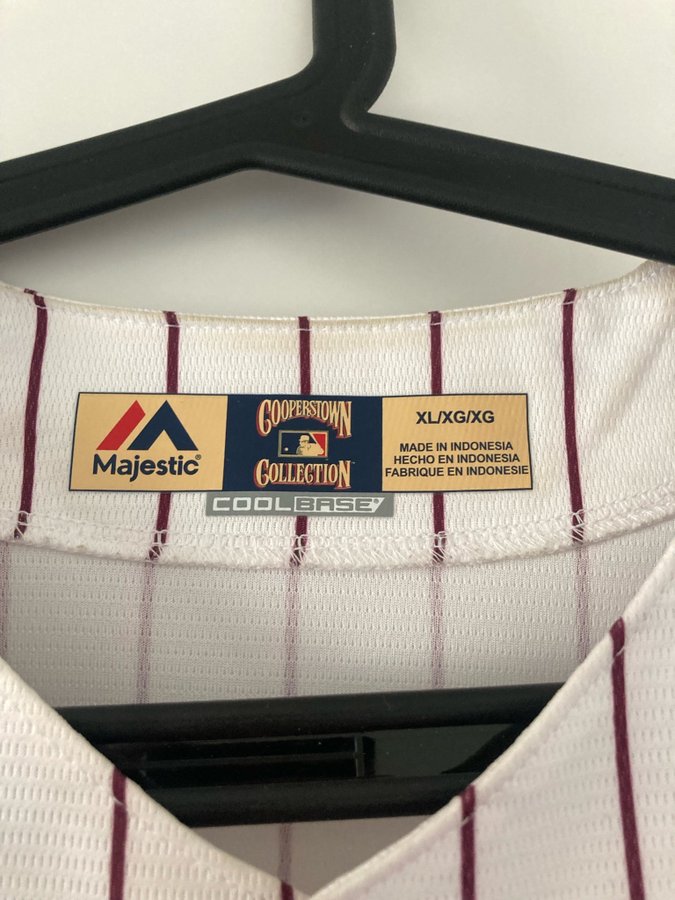 Majestic®
COOPERSTOWN
COLLECTION
XL/XG/XG
MADE IN INDONESIA
HECHO EN INDONESIA
FABRIQUE EN INDONESIE
COOLBASE